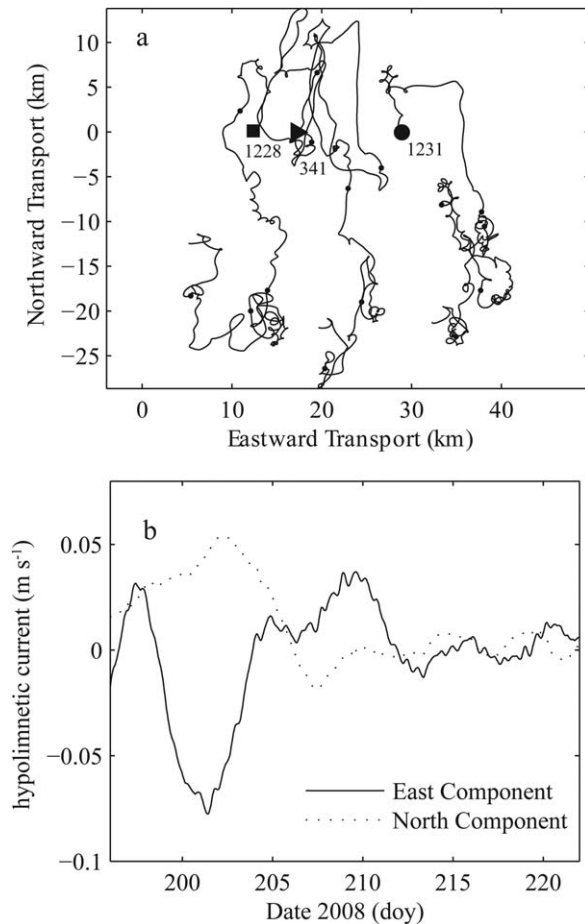 a
10
5
0
−5
−10
−15
−20
−25
Northward Transport (km)
1228
341
1231
0 10 20 30 40
Eastward Transport (km)
b
0.05
0
−0.05
−0.1
hypolimnetic current (m s-1)
East Component
North Component
200 205 210 215 220
Date 2008 (doy)